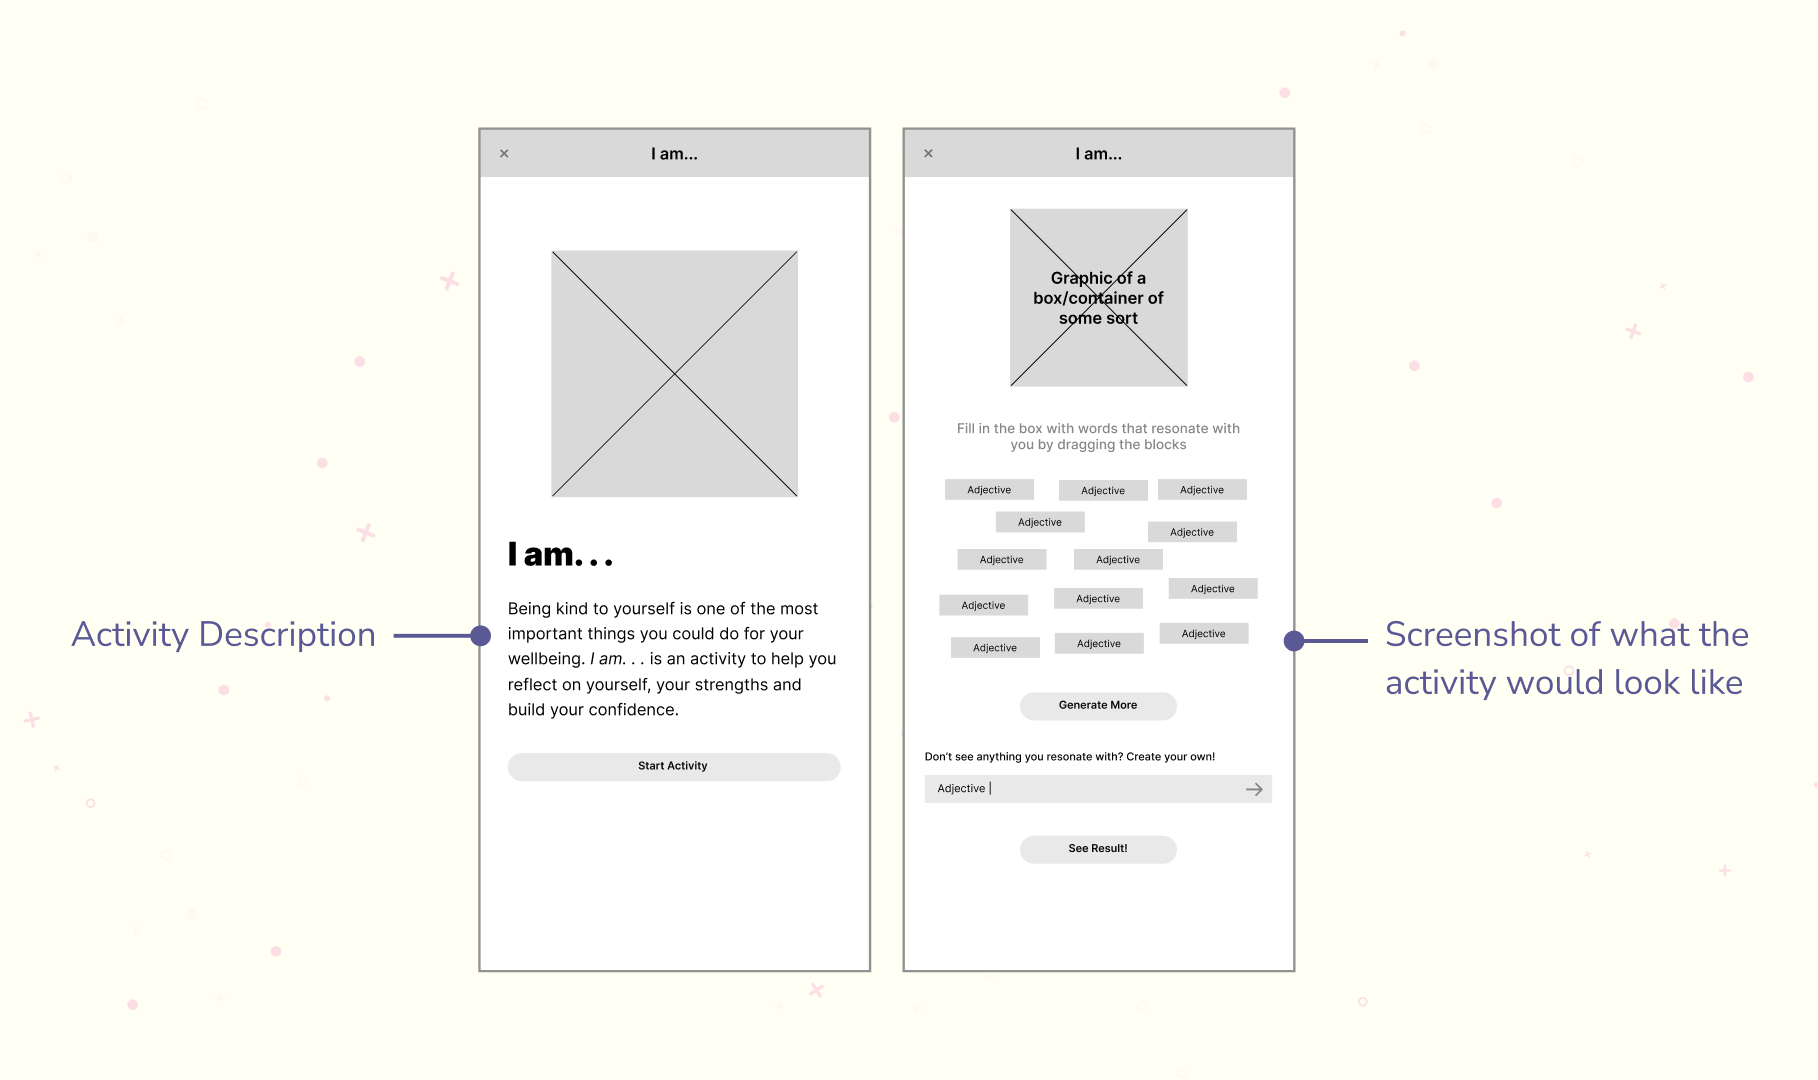 × I am...
I am. . .
Being kind to yourself is one of the most
important things you could do for your
wellbeing. I am. . . is an activity to help you
reflect on yourself, your strengths and
build your confidence.
Start Activity
Activity Description
× I am...
Graphic of a
box/container of
some sort
Fill in the box with words that resonate with
you by dragging the blocks
Adjective Adjective Adjective
Adjective
Adjective
Adjective Adjective
Adjective
Adjective
Adjective
Adjective
Adjective
Adjective
Generate More
Don't see anything you resonate with? Create your own!
Adjective |
See Result!
Screenshot of what the
activity would look like